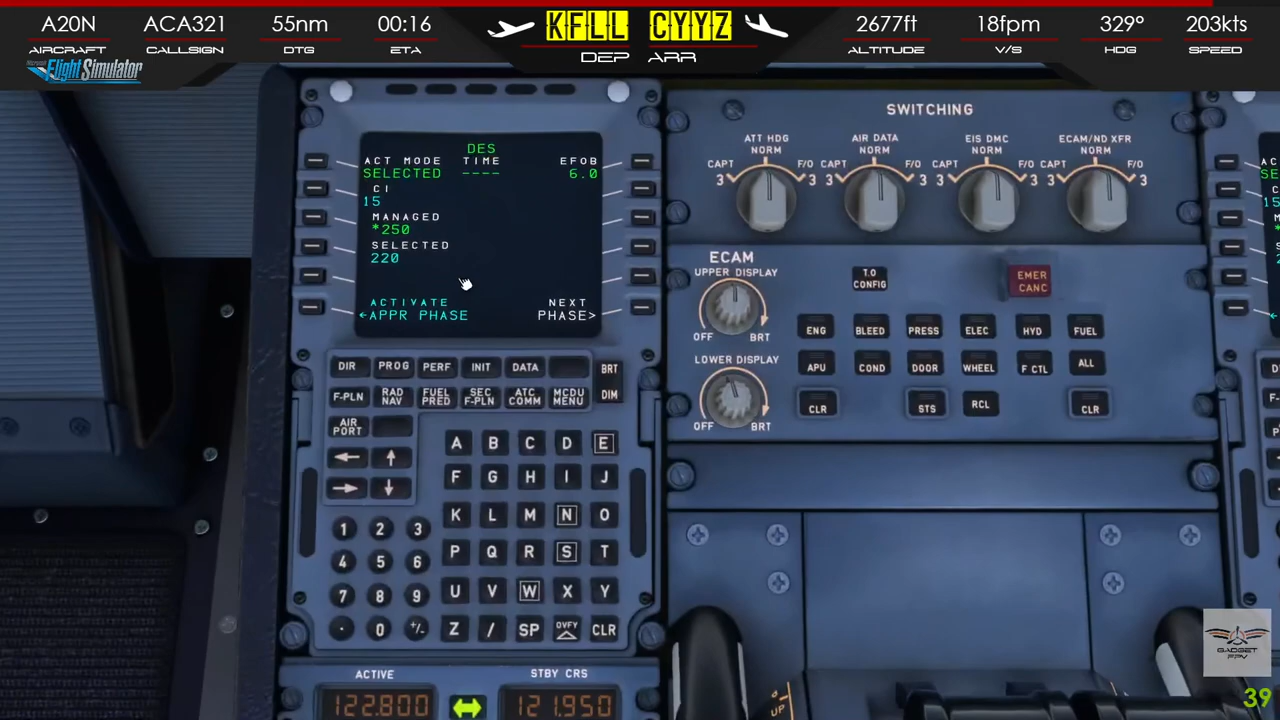 A20N ACA321 55nm 00:16 KFLL CYYZ 2677ft 18fpm 329° 203kts
AIRCRAFT CALLSIGN DTG ETA DEP ARR ALTITUDE V/S HDG SPEED
Microsoft
Flight Simulator
DES
ACT MODE TIME EFOB
SELECTED ---- 6.0
CI
15
MANAGED
*250
SELECTED
220
ACTIVATE NEXT
←APPR PHASE PHASE>
DIR PROG PERF INIT DATA BRT
F-PLN RAD NAV FUEL PRED SEC F-PLN ATC COMM MCDU MENU DIM
AIR PORT
← ↑
→ ↓
A B C D E
F G H I J
K L M N O
P Q R S T
U V W X Y
Z / SP OVFY CLR
1 2 3
4 5 6
7 8 9
. 0 +/-
ACTIVE STBY CRS
122.800 121.950
SWITCHING
ATT HDG AIR DATA EIS DMC ECAM/ND XFR
NORM NORM NORM NORM
CAPT F/O CAPT F/O CAPT F/O CAPT F/O
3 3 3 3 3 3 3 3
ECAM
UPPER DISPLAY
OFF BRT
LOWER DISPLAY
OFF BRT
T.O CONFIG
EMER CANC
ENG BLEED PRESS ELEC HYD FUEL
APU COND DOOR WHEEL F CTL ALL
CLR STS RCL CLR
UP
GADGET
39